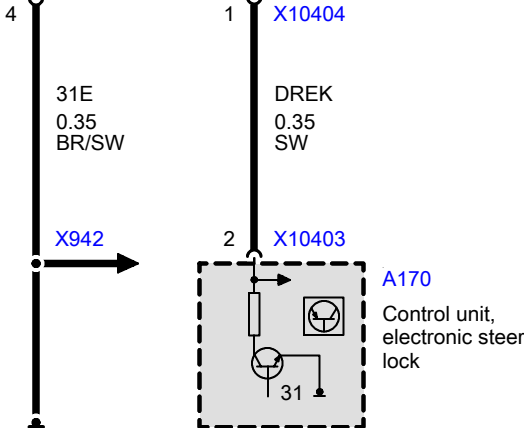 4
1 X10404
31E
0.35
BR/SW
DREK
0.35
SW
X942
2 X10403
A170
Control unit,
electronic steer
lock
31